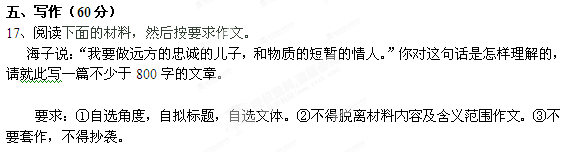 五、写作（60分）
17、阅读下面的材料，然后按要求作文。
海子说：“我要做远方的忠诚的儿子，和物质的短暂的情人。”你对这句话是怎样理解的，
请就此写一篇不少于 800 字的文章。
要求：①自选角度，自拟标题，自选文体。②不得脱离材料内容及含义范围作文。③不
要套作，不得抄袭。